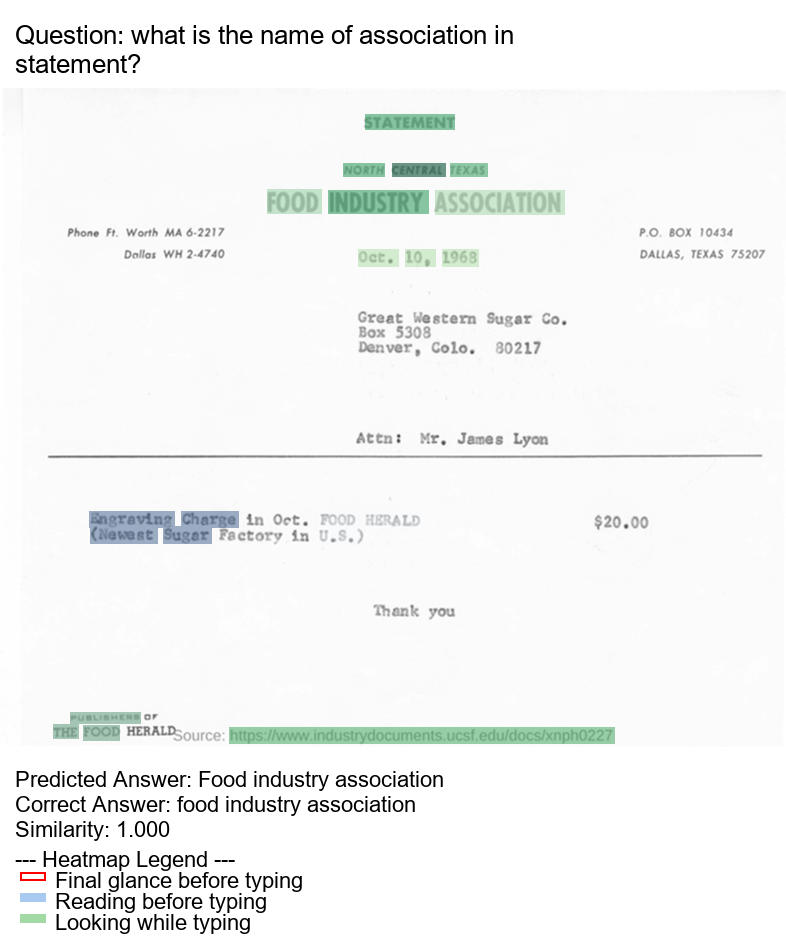 Question: what is the name of association in
statement?
STATEMENT
NORTH CENTRAL TEXAS
FOOD INDUSTRY ASSOCIATION
Phone Ft. Worth MA 6-2217
Dallas WH 2-4740
P.O. BOX 10434
DALLAS, TEXAS 75207
Oct. 10, 1968
Great Western Sugar Co.
Box 5308
Denver, Colo. 80217
Attn: Mr. James Lyon
Engraving Charge in Oct. FOOD HERALD $20.00
(Newest Sugar Factory in U.S.)
Thank you
PUBLISHERS OF
THE FOOD HERALD
Source: https://www.industrydocuments.ucsf.edu/docs/xnph0227
Predicted Answer: Food industry association
Correct Answer: food industry association
Similarity: 1.000
--- Heatmap Legend ---
Final glance before typing
Reading before typing
Looking while typing